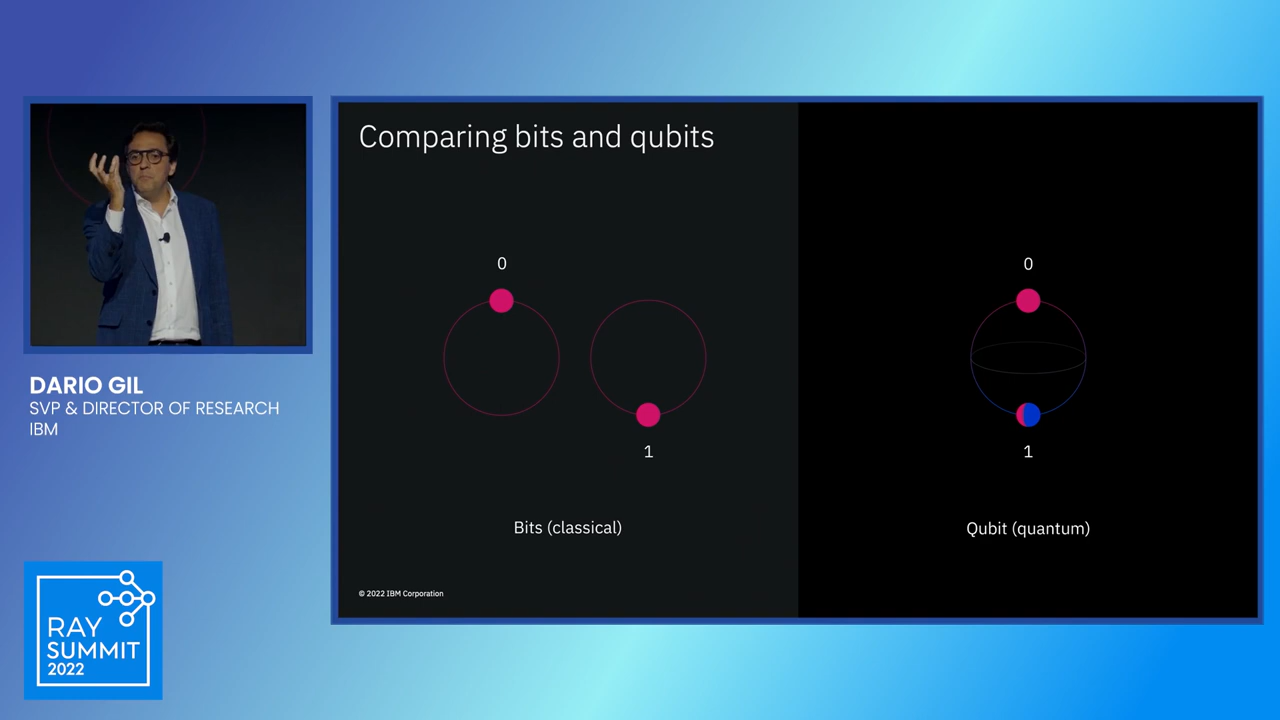 Comparing bits and qubits
0
1
Bits (classical)
0
1
Qubit (quantum)
© 2022 IBM Corporation
DARIO GIL
SVP & DIRECTOR OF RESEARCH
IBM
RAY
SUMMIT
2022